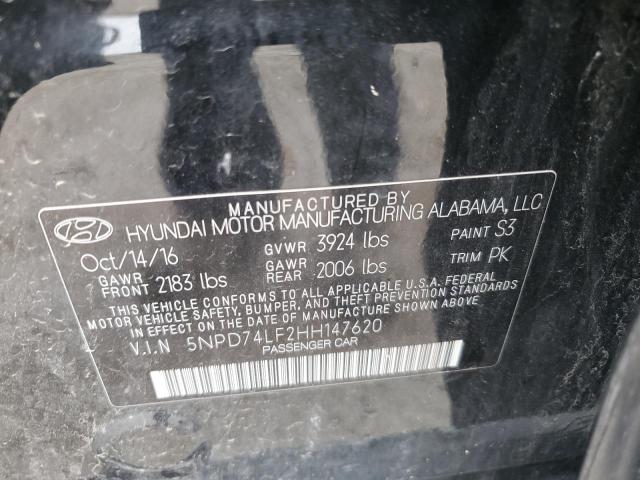 MANUFACTURED BY
HYUNDAI MOTOR MANUFACTURING ALABAMA, LLC
Oct/14/16 GVWR 3924 lbs PAINT S3
GAWR FRONT 2183 lbs GAWR REAR 2006 lbs TRIM PK
THIS VEHICLE CONFORMS TO ALL APPLICABLE U.S.A. FEDERAL
MOTOR VEHICLE SAFETY, BUMPER, AND THEFT PREVENTION STANDARDS
IN EFFECT ON THE DATE OF MANUFACTURE SHOWN ABOVE
V.I.N 5NPD74LF2HH147620
PASSENGER CAR